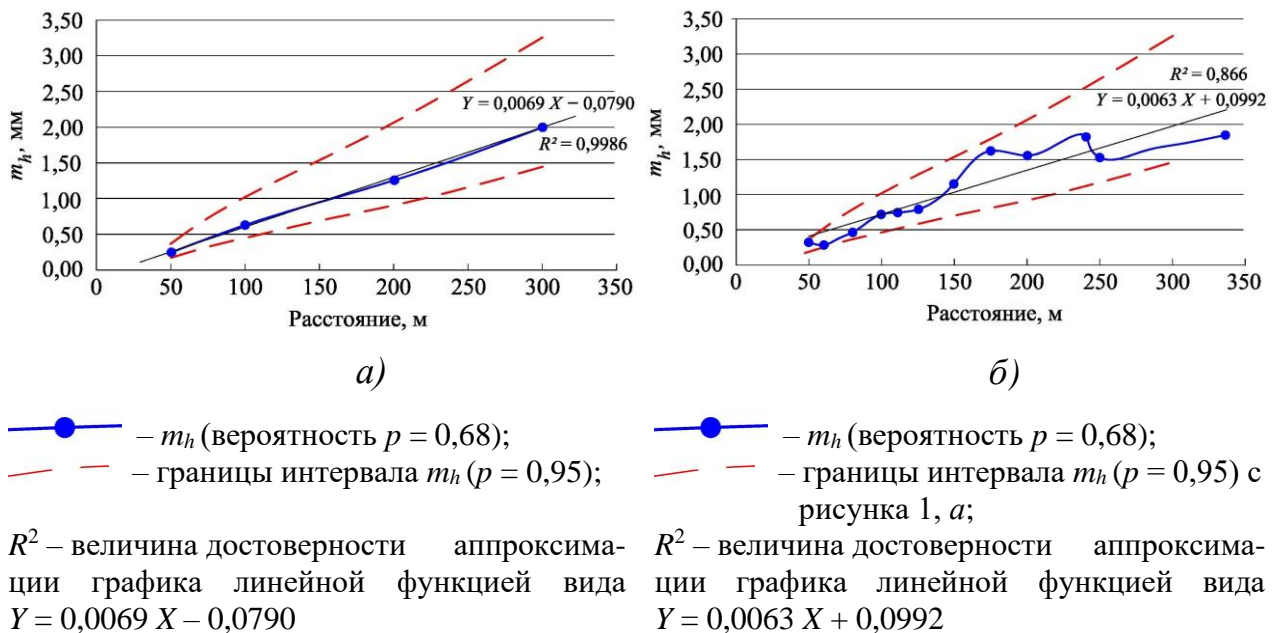 3,50
3,00
2,50
2,00
1,50
1,00
0,50
0,00
m_h, мм
Y = 0,0069 X – 0,0790
R² = 0,9986
0 50 100 150 200 250 300 350
Расстояние, м
а)
3,50
3,00
2,50
2,00
1,50
1,00
0,50
0,00
m_h, мм
R² = 0,866
Y = 0,0063 X + 0,0992
0 50 100 150 200 250 300 350
Расстояние, м
б)
– m_h (вероятность p = 0,68);
– границы интервала m_h (p = 0,95);
R² – величина достоверности аппроксима-
ции графика линейной функцией вида
Y = 0,0069 X – 0,0790
– m_h (вероятность p = 0,68);
– границы интервала m_h (p = 0,95) с
рисунка 1, а;
R² – величина достоверности аппроксима-
ции графика линейной функцией вида
Y = 0,0063 X + 0,0992